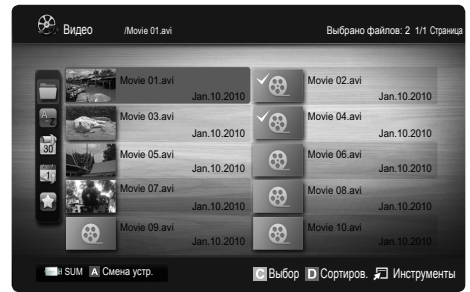 Видео /Movie 01.avi Выбрано файлов: 2 1/1 Страница
Movie 01.avi Movie 02.avi
Jan.10.2010 Jan.10.2010
Movie 03.avi Movie 04.avi
Jan.10.2010 Jan.10.2010
Movie 05.avi Movie 06.avi
Jan.10.2010 Jan.10.2010
Movie 07.avi Movie 08.avi
Jan.10.2010 Jan.10.2010
Movie 09.avi Movie 10.avi
Jan.10.2010 Jan.10.2010
30
1
SUM A Смена устр. C Выбор D Сортиров. Инструменты